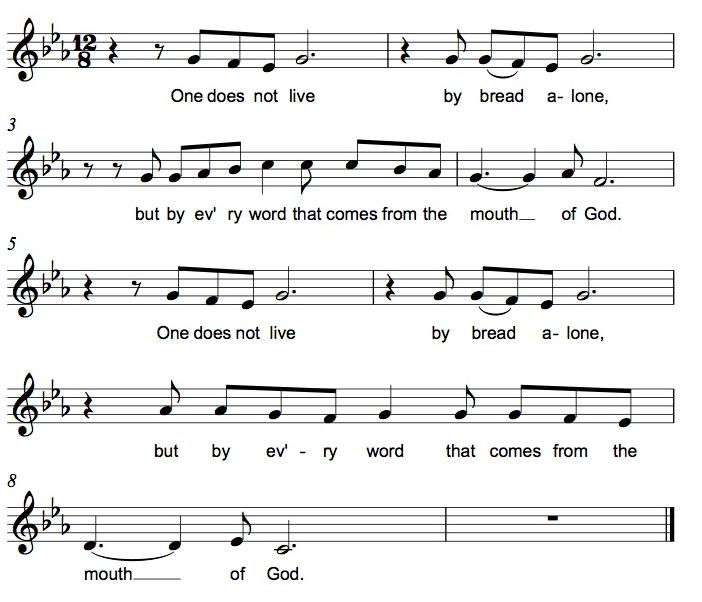 12
8
One does not live by bread a- lone,
3
but by ev' ry word that comes from the mouth of God.
5
One does not live by bread a- lone,
but by ev' - ry word that comes from the
8
mouth of God.